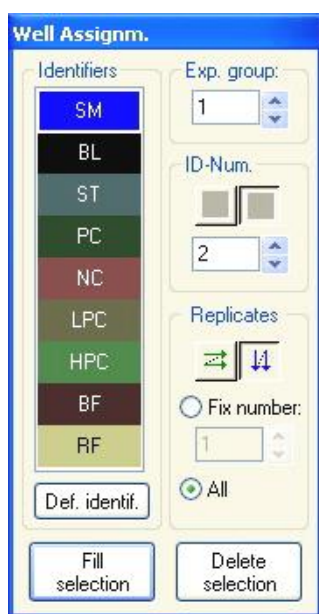 Well Assignm.
Identifiers
SM
BL
ST
PC
NC
LPC
HPC
BF
RF
Def. identif.
Exp. group:
1
ID-Num.
2
Replicates
Fix number:
1
All
Fill
selection
Delete
selection